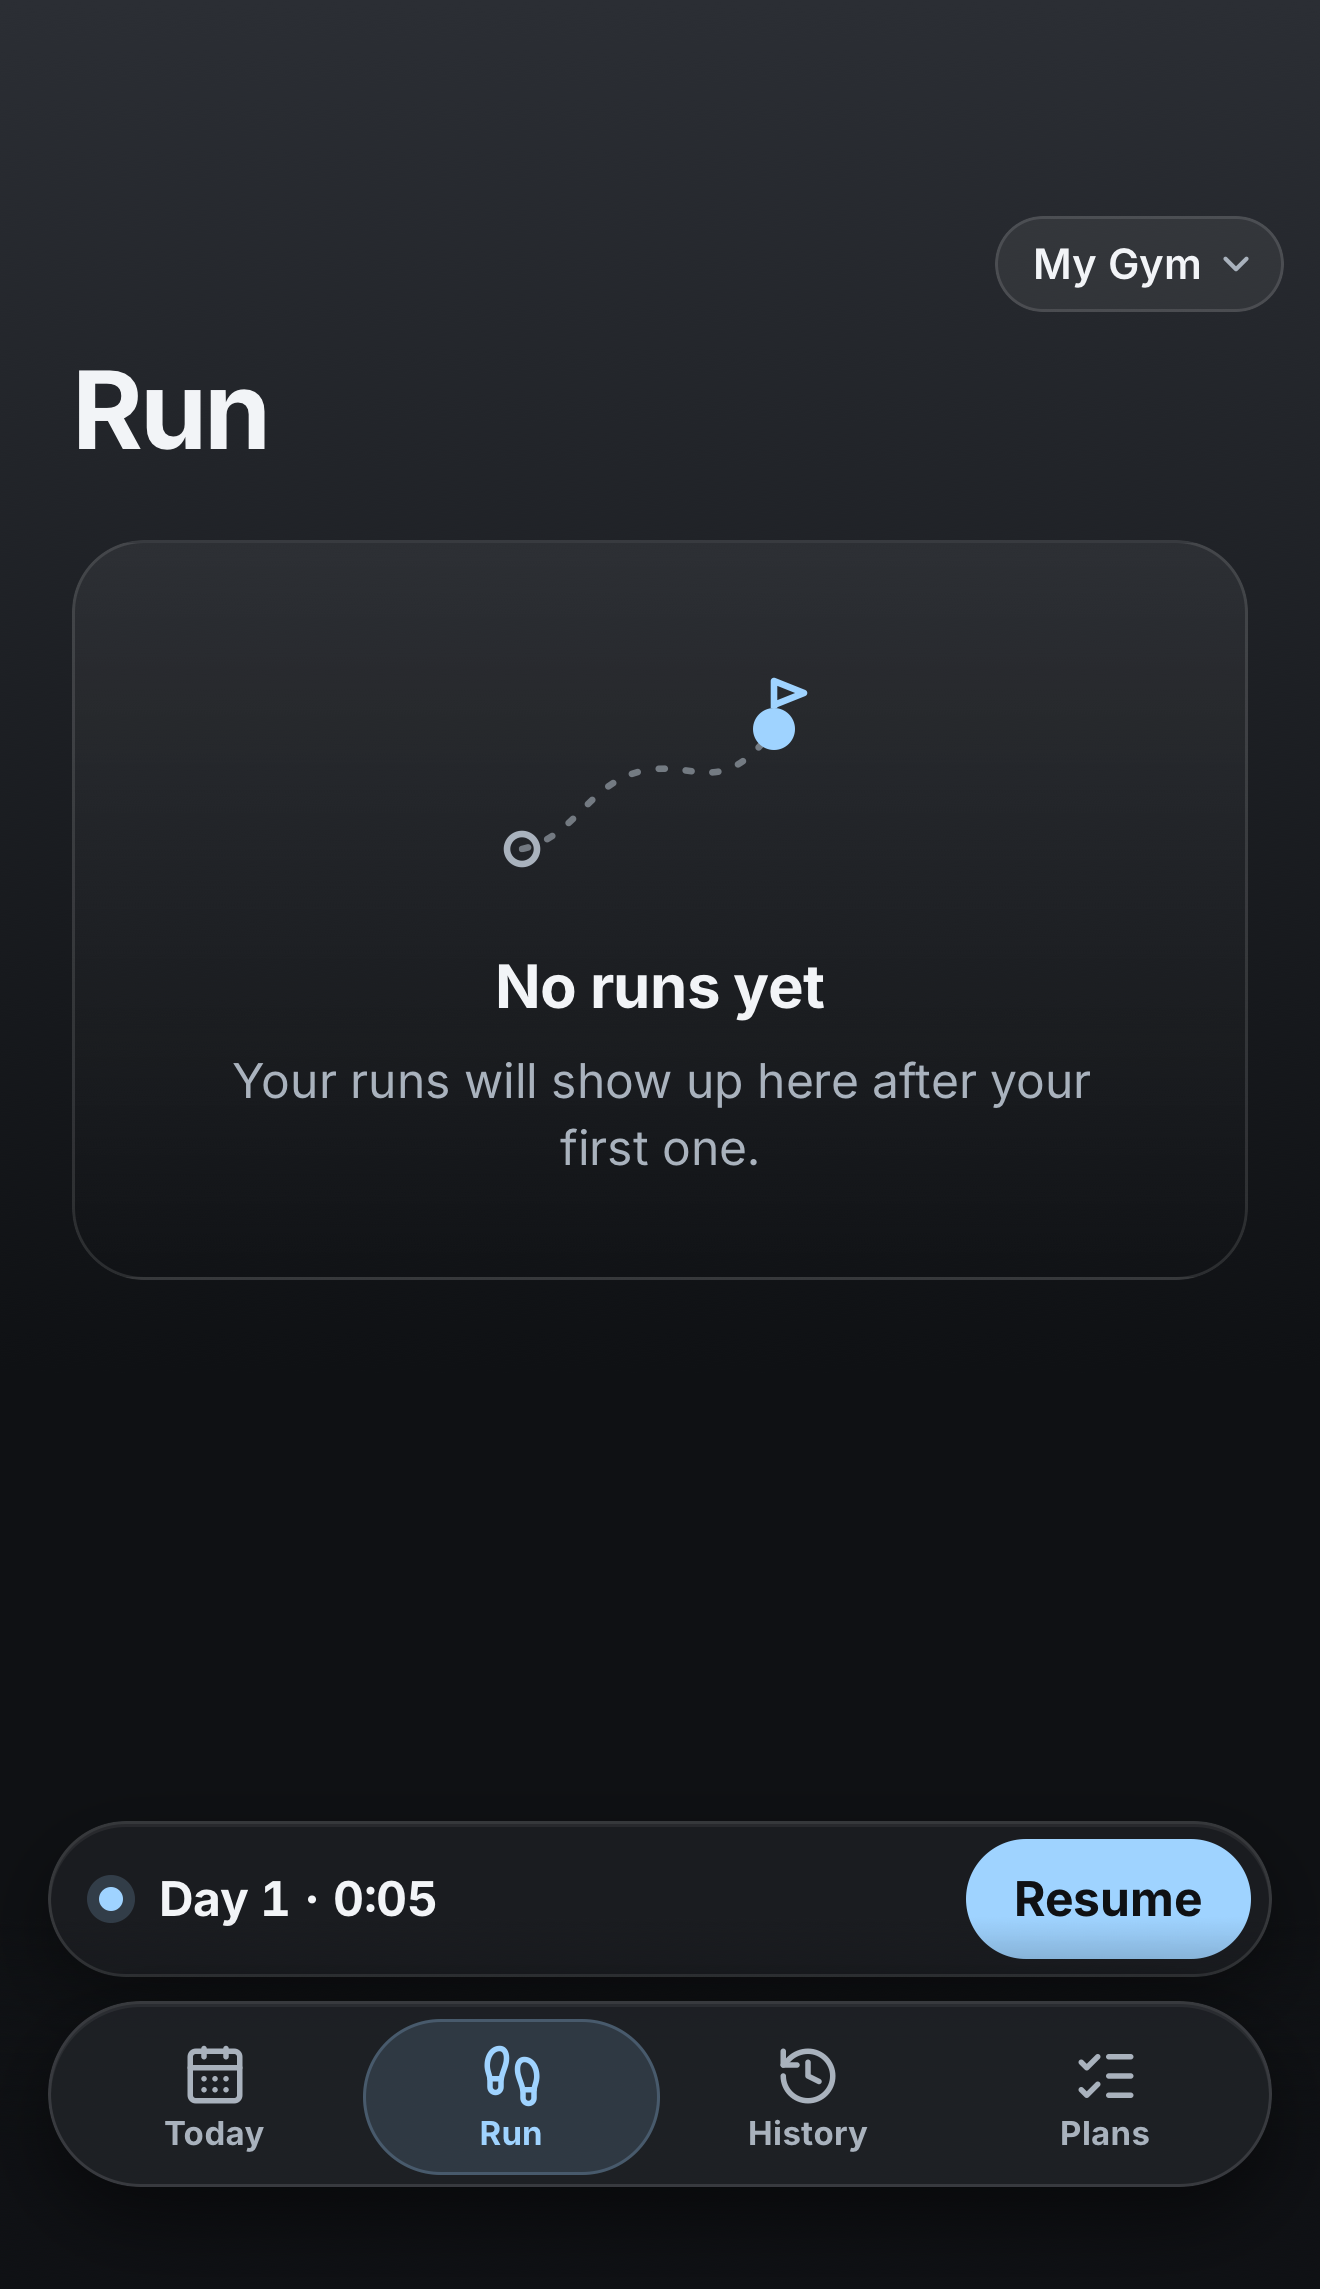 My Gym
Run
No runs yet
Your runs will show up here after your
first one.
Day 1 · 0:05
Resume
Today
Run
History
Plans